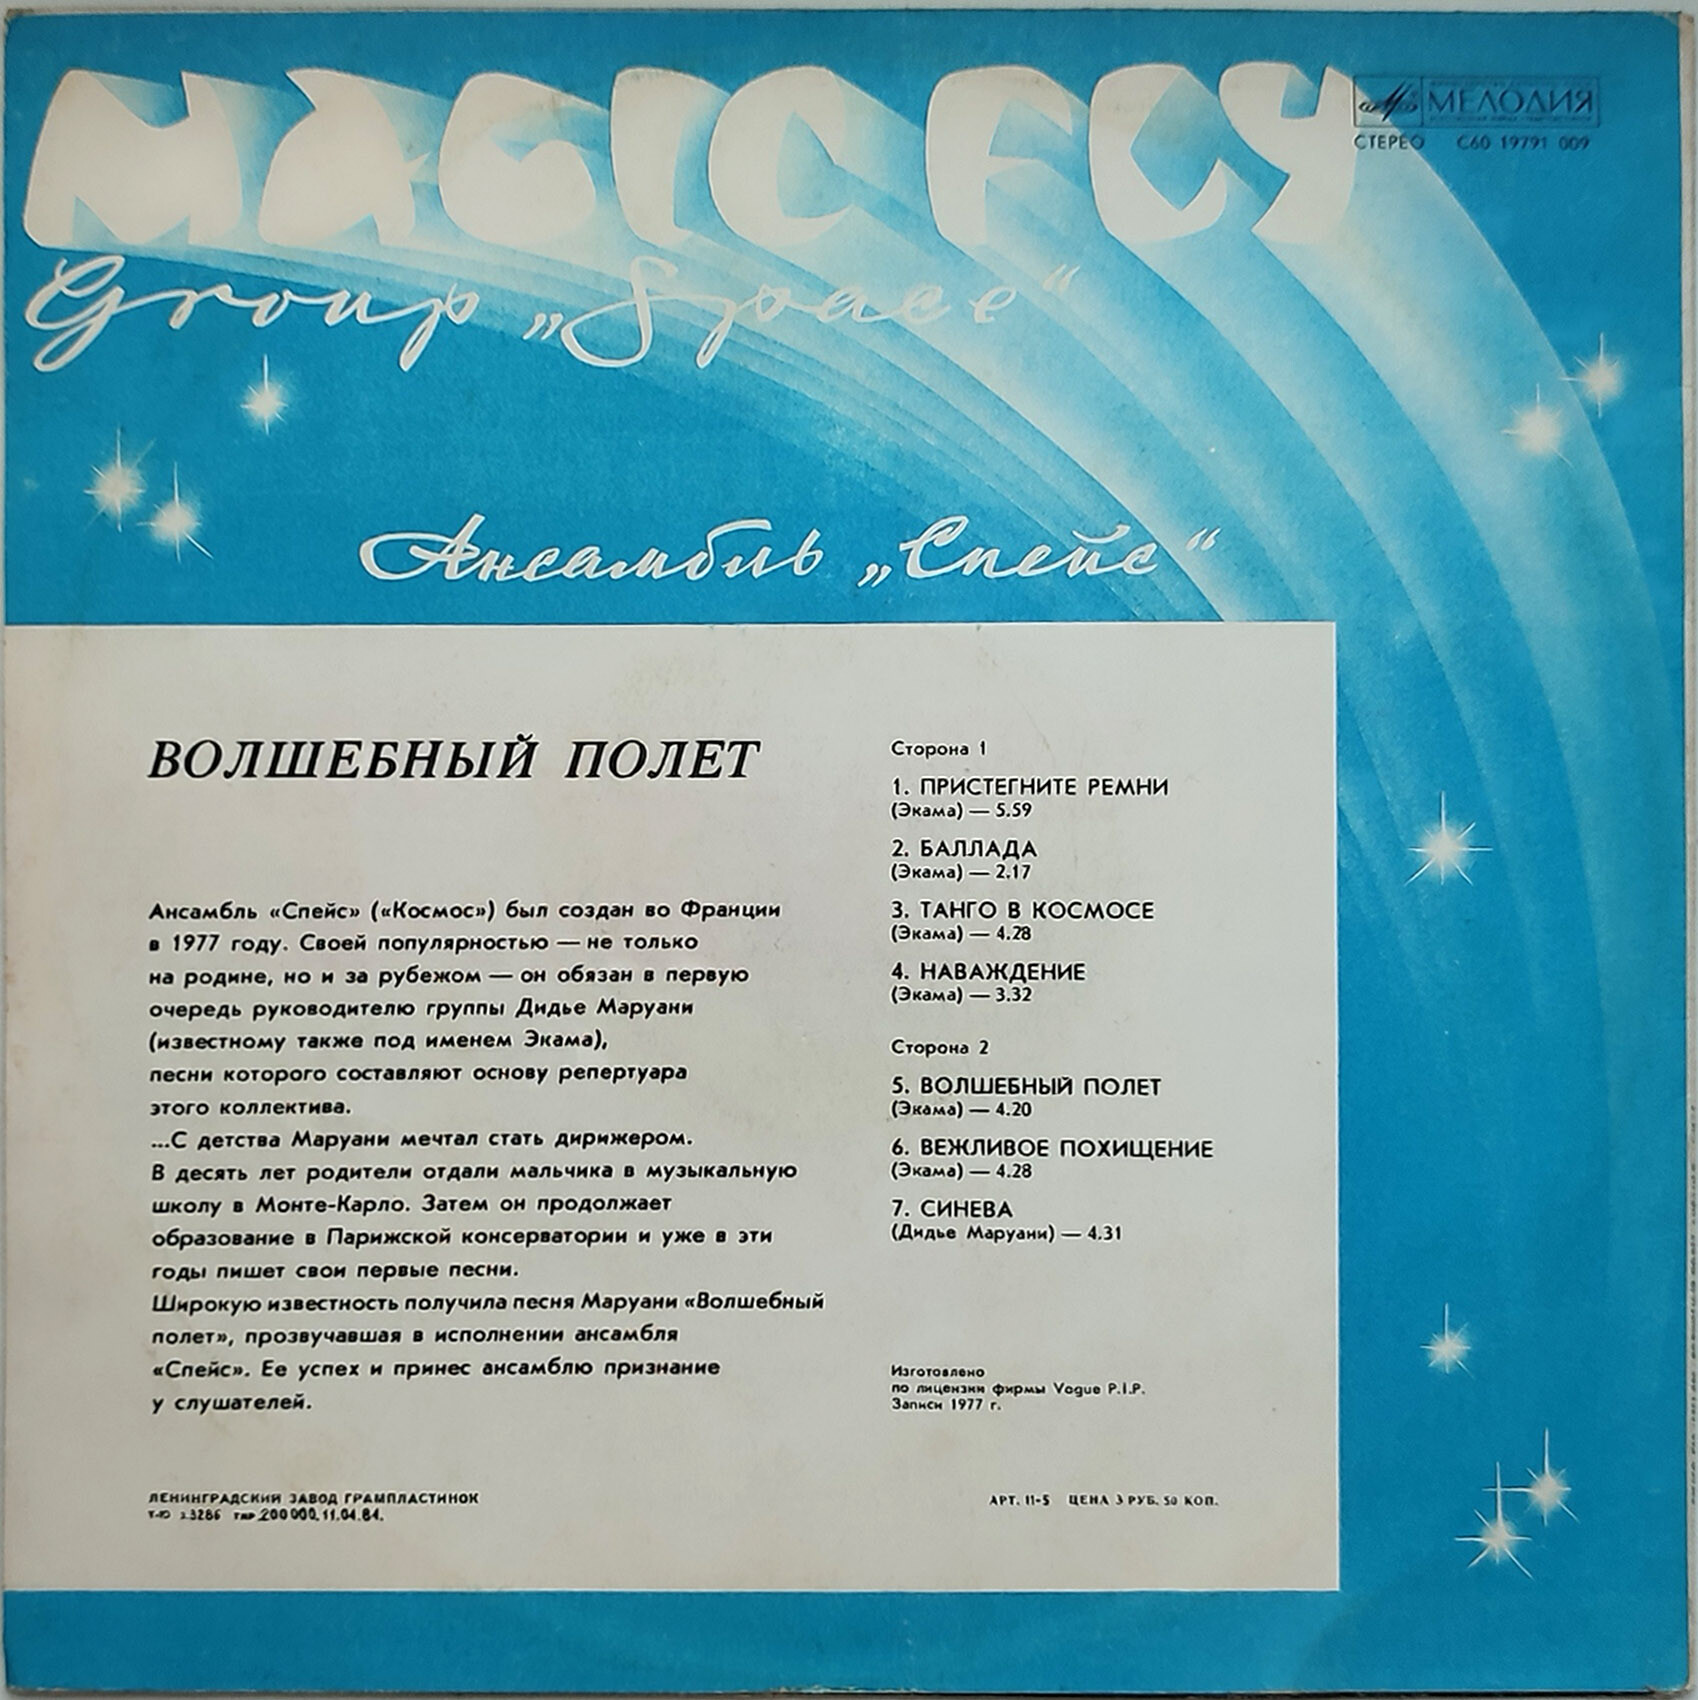 MAGIC FLY
МЕЛОДИЯ
СТЕРЕО С60 19791 009
Group „Space“
Ансамбль „Спейс“
ВОЛШЕБНЫЙ ПОЛЕТ
Ансамбль «Спейс» («Космос») был создан во Франции
в 1977 году. Своей популярностью — не только
на родине, но и за рубежом — он обязан в первую
очередь руководителю группы Дидье Маруани
(известному также под именем Экама),
песни которого составляют основу репертуара
этого коллектива.
...С детства Маруани мечтал стать дирижером.
В десять лет родители отдали мальчика в музыкальную
школу в Монте-Карло. Затем он продолжает
образование в Парижской консерватории и уже в эти
годы пишет свои первые песни.
Широкую известность получила песня Маруани «Волшебный
полет», прозвучавшая в исполнении ансамбля
«Спейс». Ее успех и принес ансамблю признание
у слушателей.
Сторона 1
1. ПРИСТЕГНИТЕ РЕМНИ
(Экама) — 5.59
2. БАЛЛАДА
(Экама) — 2.17
3. ТАНГО В КОСМОСЕ
(Экама) — 4.28
4. НАВАЖДЕНИЕ
(Экама) — 3.32
Сторона 2
5. ВОЛШЕБНЫЙ ПОЛЕТ
(Экама) — 4.20
6. ВЕЖЛИВОЕ ПОХИЩЕНИЕ
(Экама) — 4.28
7. СИНЕВА
(Дидье Маруани) — 4.31
Изготовлено
по лицензии фирмы Vogue P.I.P.
Записи 1977 г.
ЛЕНИНГРАДСКИЙ ЗАВОД ГРАМПЛАСТИНОК
200 000. 11.04.84.
АРТ. 11-5 ЦЕНА 3 РУБ. 50 КОП.